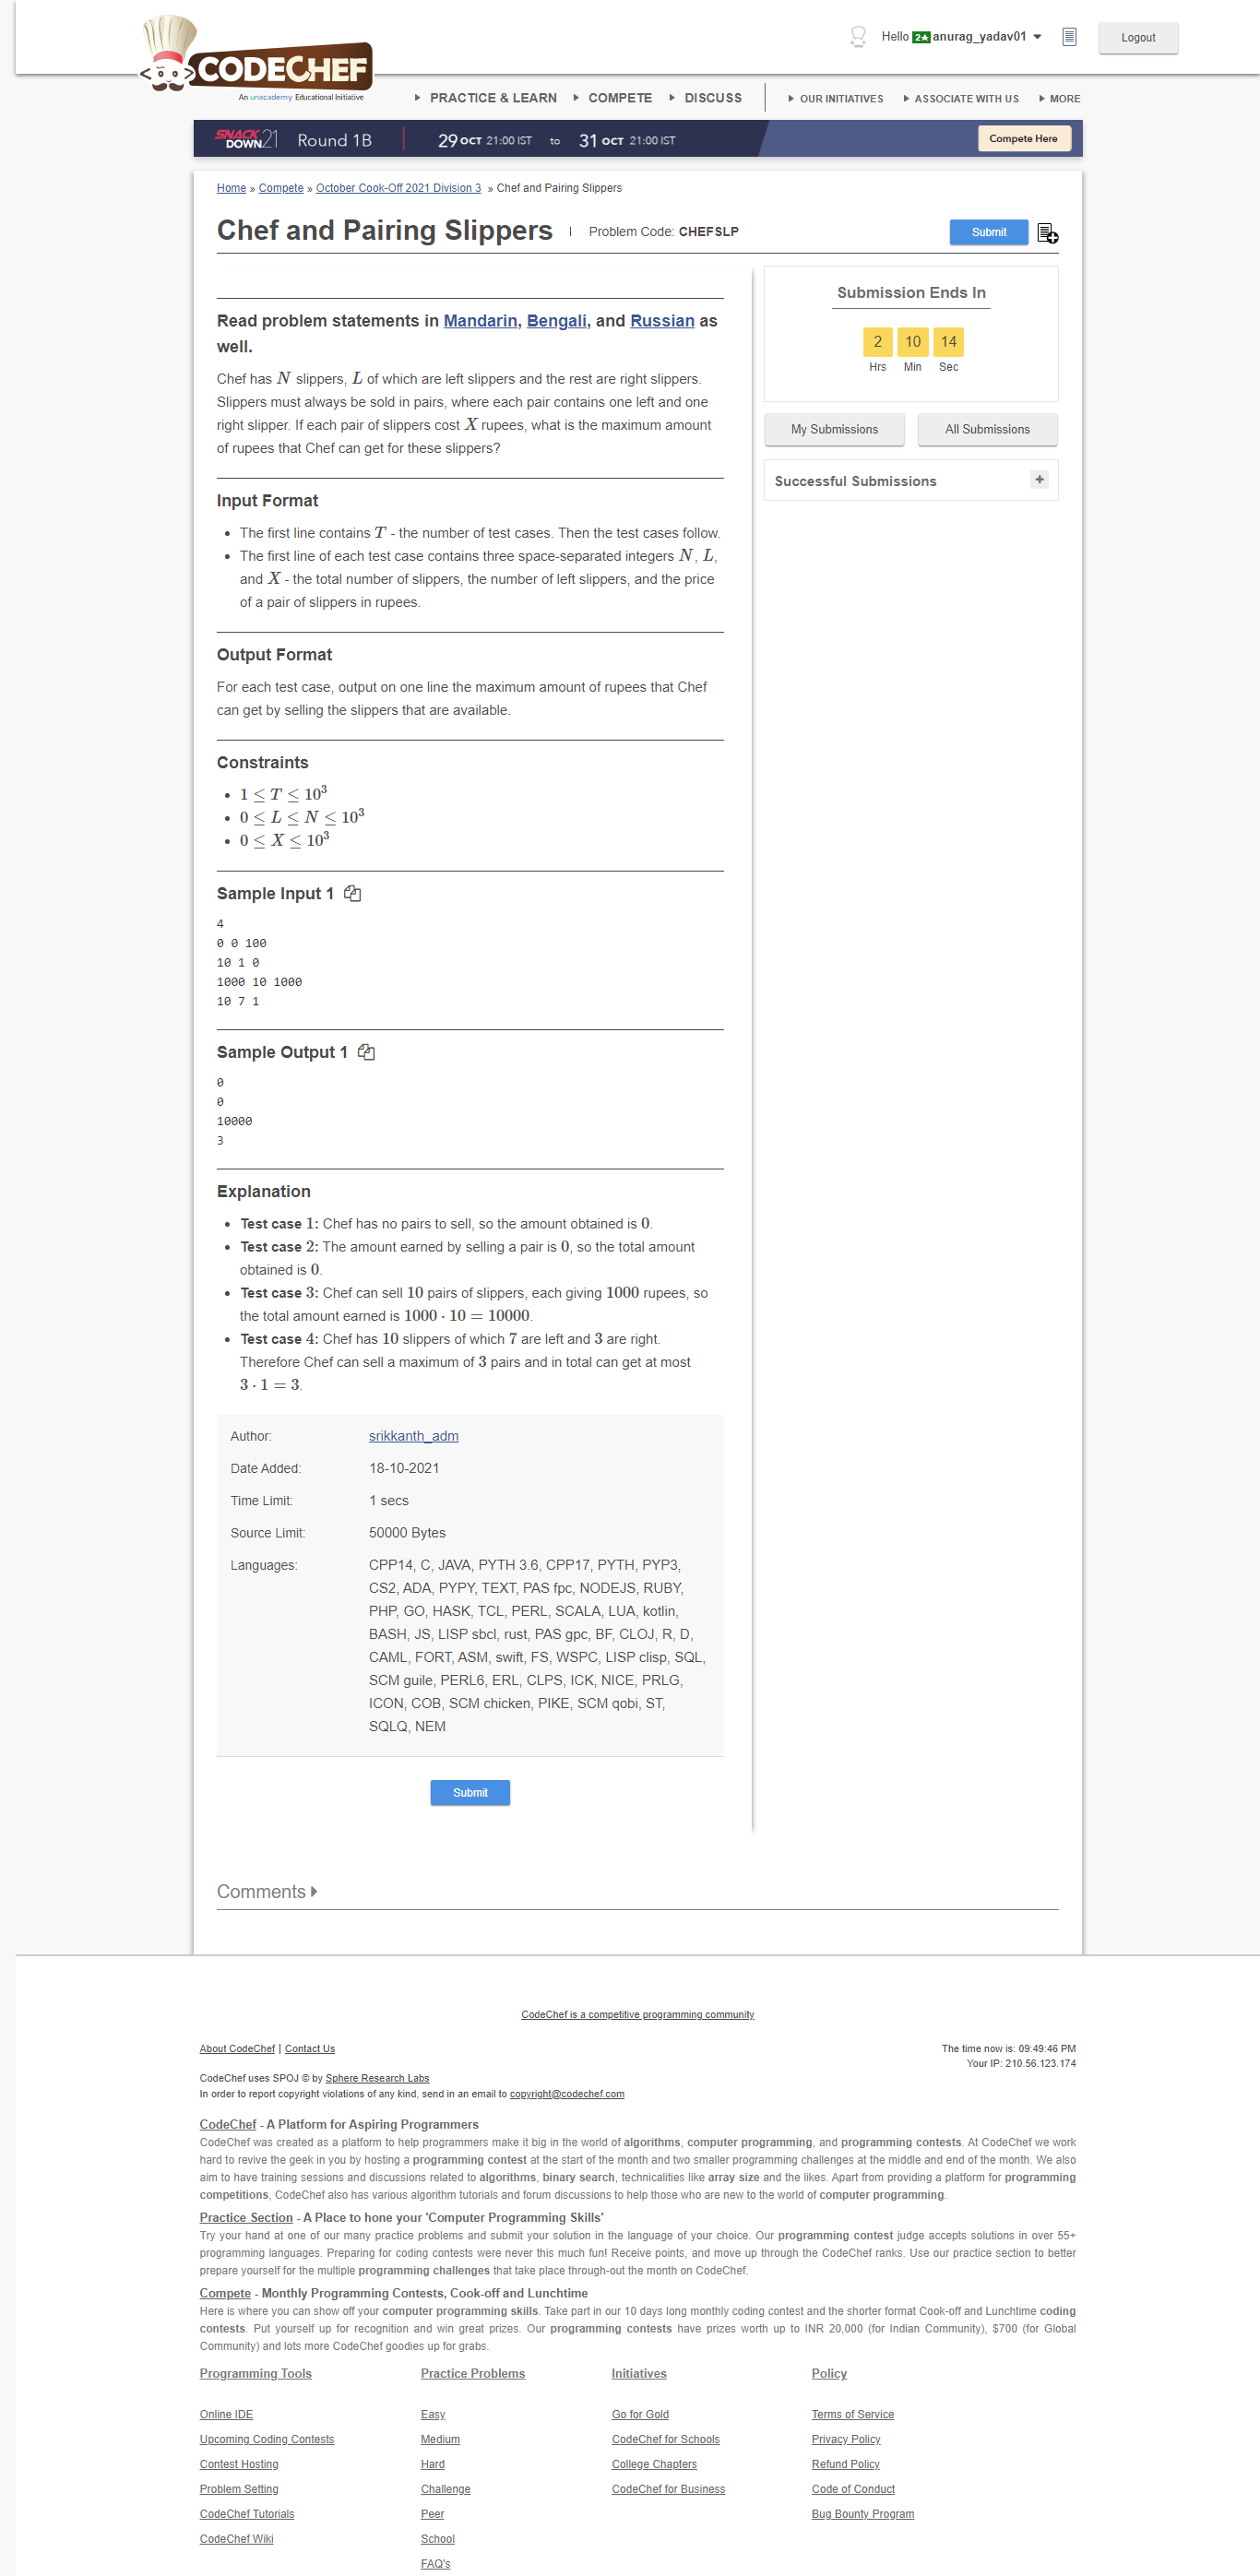 Hello 2★ anurag_yadav01
Logout
CODECHEF
An unacademy Educational Initiative
PRACTICE & LEARN COMPETE DISCUSS OUR INITIATIVES ASSOCIATE WITH US MORE
SNACK DOWN 21 Round 1B 29 OCT 21:00 IST to 31 OCT 21:00 IST Compete Here
Home » Compete » October Cook-Off 2021 Division 3 » Chef and Pairing Slippers
Chef and Pairing Slippers | Problem Code: CHEFSLP
Submit
Submission Ends In
2 10 14
Hrs Min Sec
My Submissions All Submissions
Successful Submissions +
Read problem statements in Mandarin, Bengali, and Russian as
well.
Chef has N slippers, L of which are left slippers and the rest are right slippers.
Slippers must always be sold in pairs, where each pair contains one left and one
right slipper. If each pair of slippers cost X rupees, what is the maximum amount
of rupees that Chef can get for these slippers?
Input Format
• The first line contains T - the number of test cases. Then the test cases follow.
• The first line of each test case contains three space-separated integers N, L,
and X - the total number of slippers, the number of left slippers, and the price
of a pair of slippers in rupees.
Output Format
For each test case, output on one line the maximum amount of rupees that Chef
can get by selling the slippers that are available.
Constraints
• 1 ≤ T ≤ 10³
• 0 ≤ L ≤ N ≤ 10³
• 0 ≤ X ≤ 10³
Sample Input 1
4
0 0 100
10 1 0
1000 10 1000
10 7 1
Sample Output 1
0
0
10000
3
Explanation
• Test case 1: Chef has no pairs to sell, so the amount obtained is 0.
• Test case 2: The amount earned by selling a pair is 0, so the total amount
obtained is 0.
• Test case 3: Chef can sell 10 pairs of slippers, each giving 1000 rupees, so
the total amount earned is 1000 · 10 = 10000.
• Test case 4: Chef has 10 slippers of which 7 are left and 3 are right.
Therefore Chef can sell a maximum of 3 pairs and in total can get at most
3 · 1 = 3.
Author: srikkanth_adm
Date Added: 18-10-2021
Time Limit: 1 secs
Source Limit: 50000 Bytes
Languages: CPP14, C, JAVA, PYTH 3.6, CPP17, PYTH, PYP3,
CS2, ADA, PYPY, TEXT, PAS fpc, NODEJS, RUBY,
PHP, GO, HASK, TCL, PERL, SCALA, LUA, kotlin,
BASH, JS, LISP sbcl, rust, PAS gpc, BF, CLOJ, R, D,
CAML, FORT, ASM, swift, FS, WSPC, LISP clisp, SQL,
SCM guile, PERL6, ERL, CLPS, ICK, NICE, PRLG,
ICON, COB, SCM chicken, PIKE, SCM qobi, ST,
SQLQ, NEM
Submit
Comments
CodeChef is a competitive programming community
About CodeChef | Contact Us
The time now is: 09:49:46 PM
Your IP: 210.56.123.174
CodeChef uses SPOJ © by Sphere Research Labs
In order to report copyright violations of any kind, send in an email to copyright@codechef.com
CodeChef - A Platform for Aspiring Programmers
CodeChef was created as a platform to help programmers make it big in the world of algorithms, computer programming, and programming contests. At CodeChef we work
hard to revive the geek in you by hosting a programming contest at the start of the month and two smaller programming challenges at the middle and end of the month. We also
aim to have training sessions and discussions related to algorithms, binary search, technicalities like array size and the likes. Apart from providing a platform for programming
competitions, CodeChef also has various algorithm tutorials and forum discussions to help those who are new to the world of computer programming.
Practice Section - A Place to hone your 'Computer Programming Skills'
Try your hand at one of our many practice problems and submit your solution in the language of your choice. Our programming contest judge accepts solutions in over 55+
programming languages. Preparing for coding contests were never this much fun! Receive points, and move up through the CodeChef ranks. Use our practice section to better
prepare yourself for the multiple programming challenges that take place through-out the month on CodeChef.
Compete - Monthly Programming Contests, Cook-off and Lunchtime
Here is where you can show off your computer programming skills. Take part in our 10 days long monthly coding contest and the shorter format Cook-off and Lunchtime coding
contests. Put yourself up for recognition and win great prizes. Our programming contests have prizes worth up to INR 20,000 (for Indian Community), $700 (for Global
Community) and lots more CodeChef goodies up for grabs.
Programming Tools Practice Problems Initiatives Policy
Online IDE Easy Go for Gold Terms of Service
Upcoming Coding Contests Medium CodeChef for Schools Privacy Policy
Contest Hosting Hard College Chapters Refund Policy
Problem Setting Challenge CodeChef for Business Code of Conduct
CodeChef Tutorials Peer Bug Bounty Program
CodeChef Wiki School
FAQ's